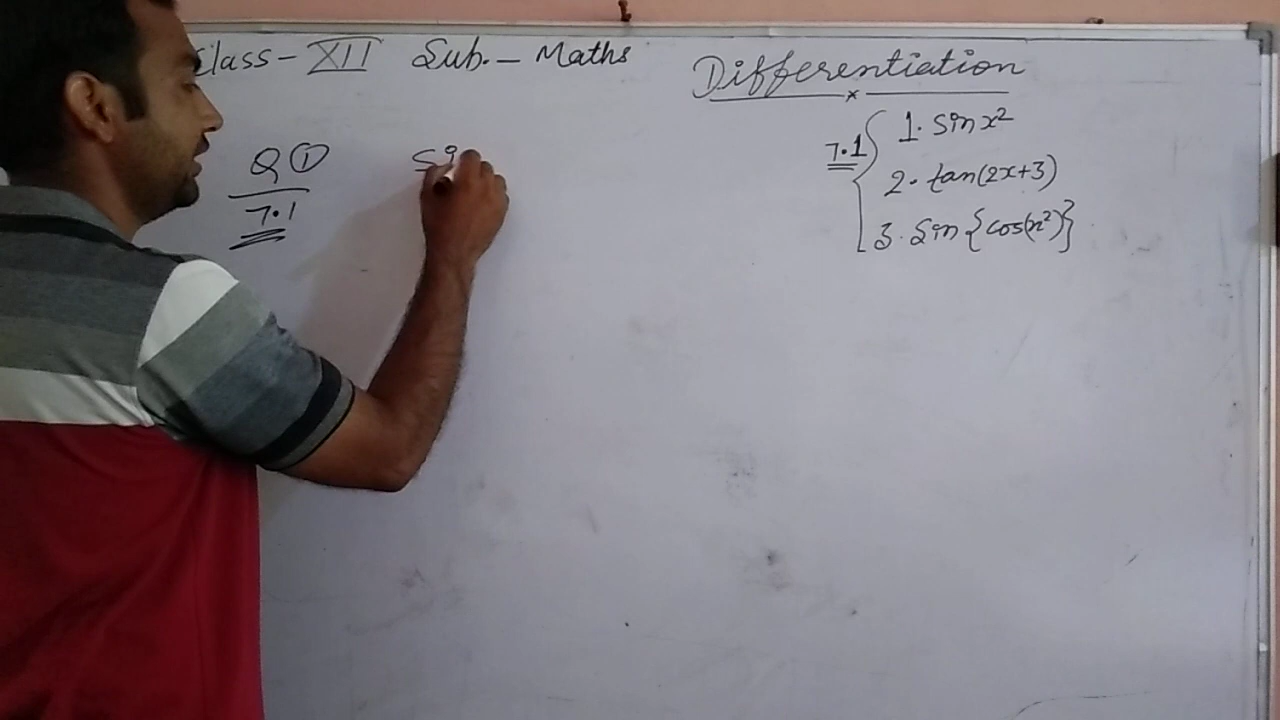 Class - XII Sub. - Maths
Differentiation
Q ①
7.1
si
7.1
1. sin x²
2. tan(2x+3)
3. Sin {cos(x²)}